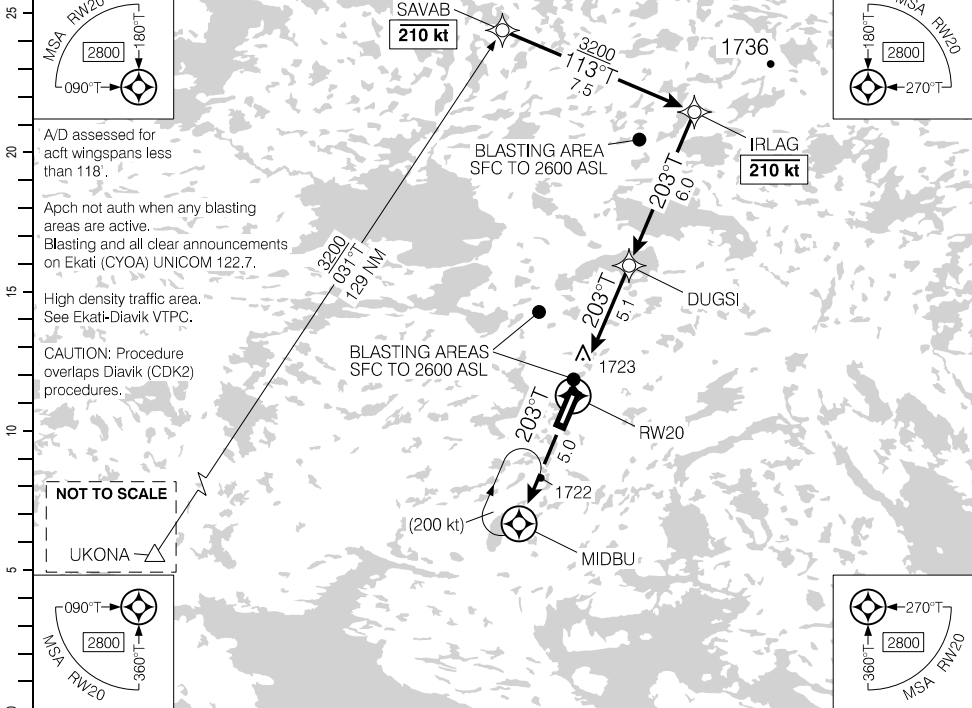 25
20
15
10
5
MSA RW20
2800
180°T
090°T
SAVAB
210 kt
3200
113°T
7.5
1736
MSA RW20
2800
180°T
270°T
A/D assessed for
acft wingspans less
than 118'.
BLASTING AREA
SFC TO 2600 ASL
IRLAG
210 kt
203°T
6.0
Apch not auth when any blasting
areas are active.
Blasting and all clear announcements
on Ekati (CYOA) UNICOM 122.7.
3200
031°T
129 NM
High density traffic area.
See Ekati-Diavik VTPC.
DUGSI
203°T
5.1
CAUTION: Procedure
overlaps Diavik (CDK2)
procedures.
BLASTING AREAS
SFC TO 2600 ASL
1723
203°T
RW20
5.0
NOT TO SCALE
1722
(200 kt)
UKONA
MIDBU
090°T
2800
360°T
MSA RW20
270°T
2800
360°T
MSA RW20